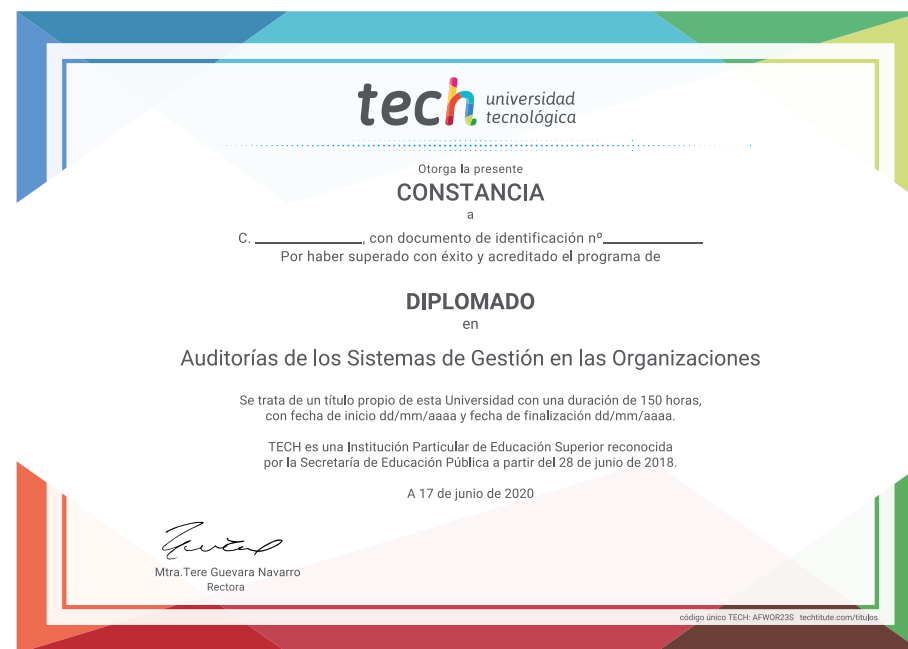 tech universidad
tecnológica
Otorga la presente
CONSTANCIA
a
C. ______________, con documento de identificación nº_____________
Por haber superado con éxito y acreditado el programa de
DIPLOMADO
en
Auditorías de los Sistemas de Gestión en las Organizaciones
Se trata de un título propio de esta Universidad con una duración de 150 horas,
con fecha de inicio dd/mm/aaaa y fecha de finalización dd/mm/aaaa.
TECH es una Institución Particular de Educación Superior reconocida
por la Secretaría de Educación Pública a partir del 28 de junio de 2018.
A 17 de junio de 2020
Mtra.Tere Guevara Navarro
Rectora
código único TECH: AFWOR23S techtitute.com/titulos